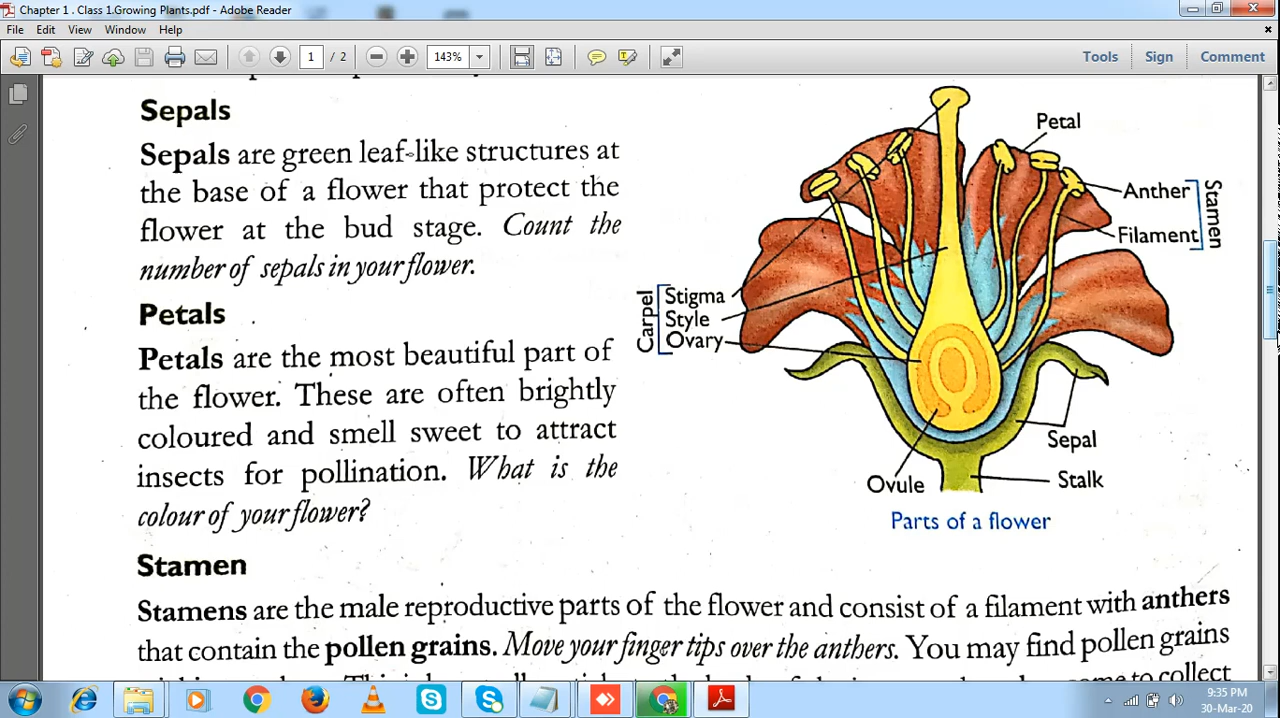 Chapter 1 . Class 1.Growing Plants.pdf - Adobe Reader
File Edit View Window Help
1 / 2 143% Tools Sign Comment
Sepals
Sepals are green leaf-like structures at
the base of a flower that protect the
flower at the bud stage. Count the
number of sepals in your flower.
Petals
Petals are the most beautiful part of
the flower. These are often brightly
coloured and smell sweet to attract
insects for pollination. What is the
colour of your flower?
Petal
Anther
Filament
Stamen
Carpel
Stigma
Style
Ovary
Sepal
Ovule
Stalk
Parts of a flower
Stamen
Stamens are the male reproductive parts of the flower and consist of a filament with anthers
that contain the pollen grains. Move your finger tips over the anthers. You may find pollen grains
to collect
9:35 PM
30-Mar-20